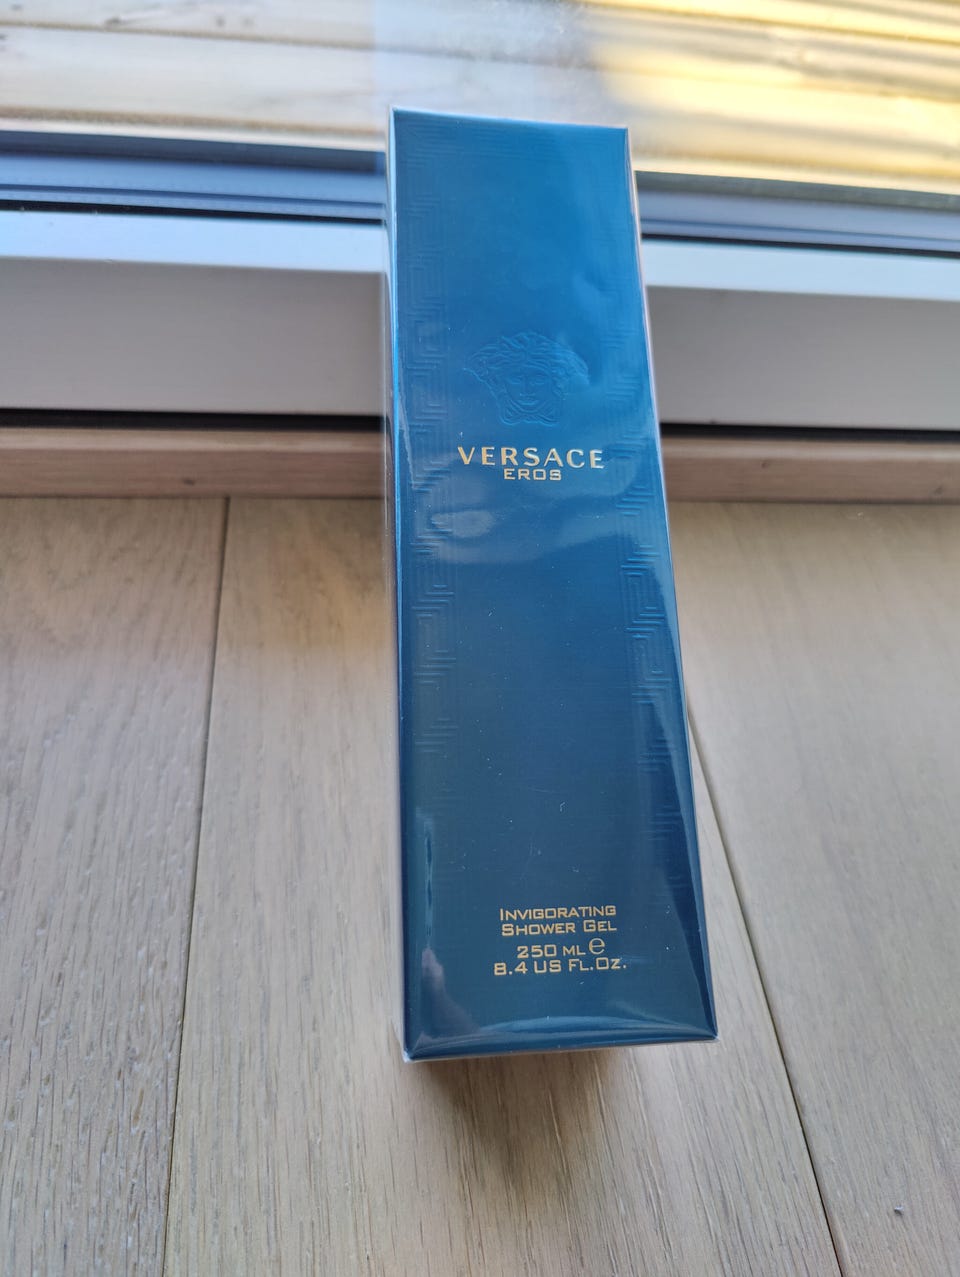 VERSACE
EROS
INVIGORATING
SHOWER GEL
250 ML e
8.4 US FL.OZ.